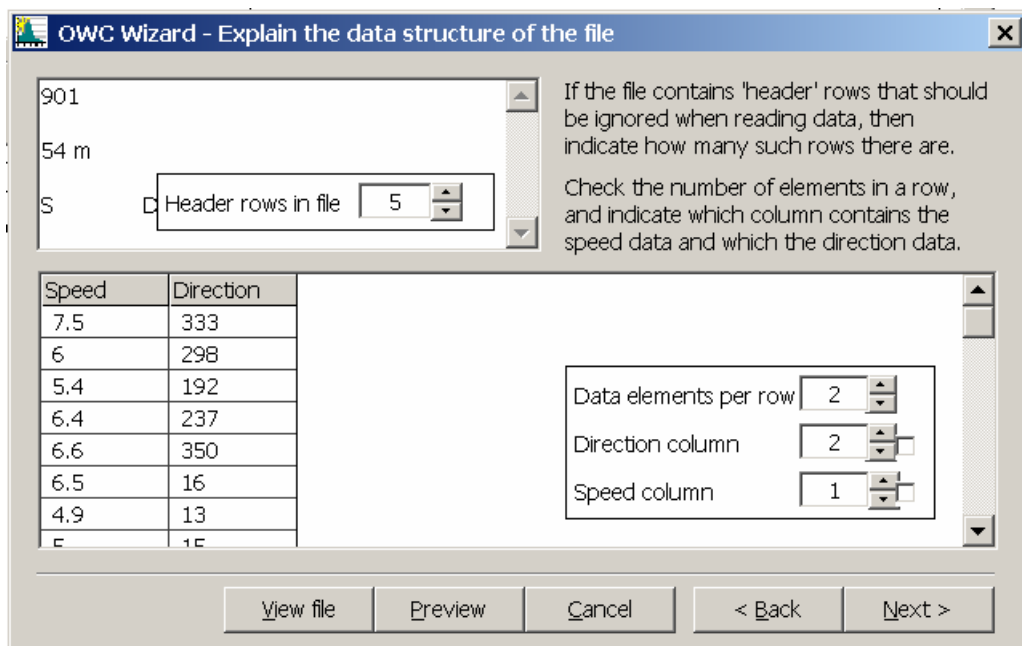 OWC Wizard - Explain the data structure of the file
901
54 m
S D
Header rows in file 5
If the file contains 'header' rows that should
be ignored when reading data, then
indicate how many such rows there are.
Check the number of elements in a row,
and indicate which column contains the
speed data and which the direction data.
Speed Direction
7.5 333
6 298
5.4 192
6.4 237
6.6 350
6.5 16
4.9 13
5 15
Data elements per row 2
Direction column 2
Speed column 1
View file Preview Cancel < Back Next >